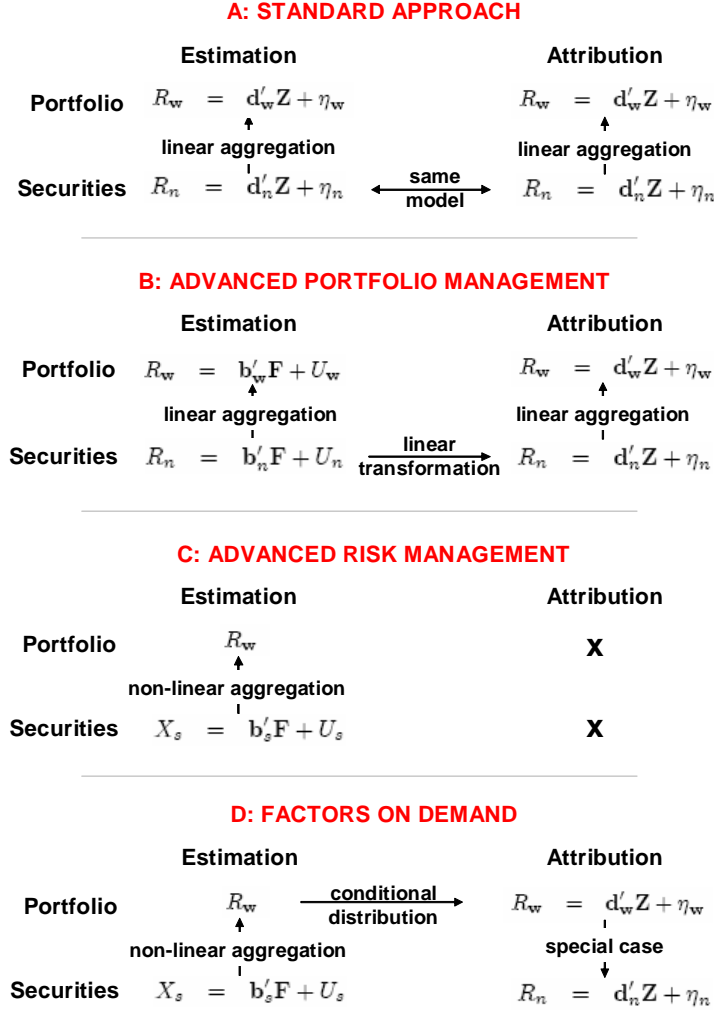 A: STANDARD APPROACH
Estimation Attribution
Portfolio R_w = d′_w Z + η_w R_w = d′_w Z + η_w
linear aggregation linear aggregation
Securities R_n = d′_n Z + η_n same model R_n = d′_n Z + η_n
B: ADVANCED PORTFOLIO MANAGEMENT
Estimation Attribution
Portfolio R_w = b′_w F + U_w R_w = d′_w Z + η_w
linear aggregation linear aggregation
Securities R_n = b′_n F + U_n linear transformation R_n = d′_n Z + η_n
C: ADVANCED RISK MANAGEMENT
Estimation Attribution
Portfolio R_w X
non-linear aggregation
Securities X_s = b′_s F + U_s X
D: FACTORS ON DEMAND
Estimation Attribution
Portfolio R_w conditional distribution R_w = d′_w Z + η_w
non-linear aggregation special case
Securities X_s = b′_s F + U_s R_n = d′_n Z + η_n